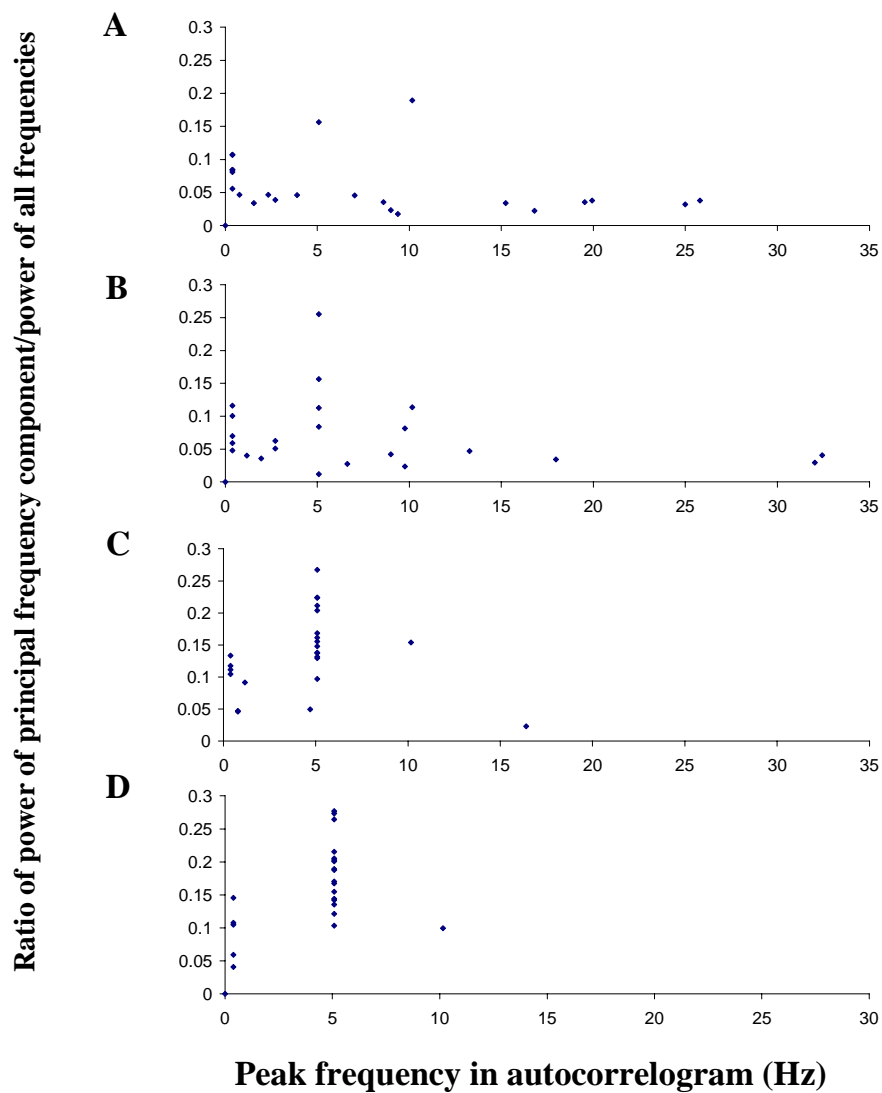 Ratio of power of principal frequency component/power of all frequencies
A
0.3
0.25
0.2
0.15
0.1
0.05
0
0 5 10 15 20 25 30 35
B
0.3
0.25
0.2
0.15
0.1
0.05
0
0 5 10 15 20 25 30 35
C
0.3
0.25
0.2
0.15
0.1
0.05
0
0 5 10 15 20 25 30 35
D
0.3
0.25
0.2
0.15
0.1
0.05
0
0 5 10 15 20 25 30
Peak frequency in autocorrelogram (Hz)